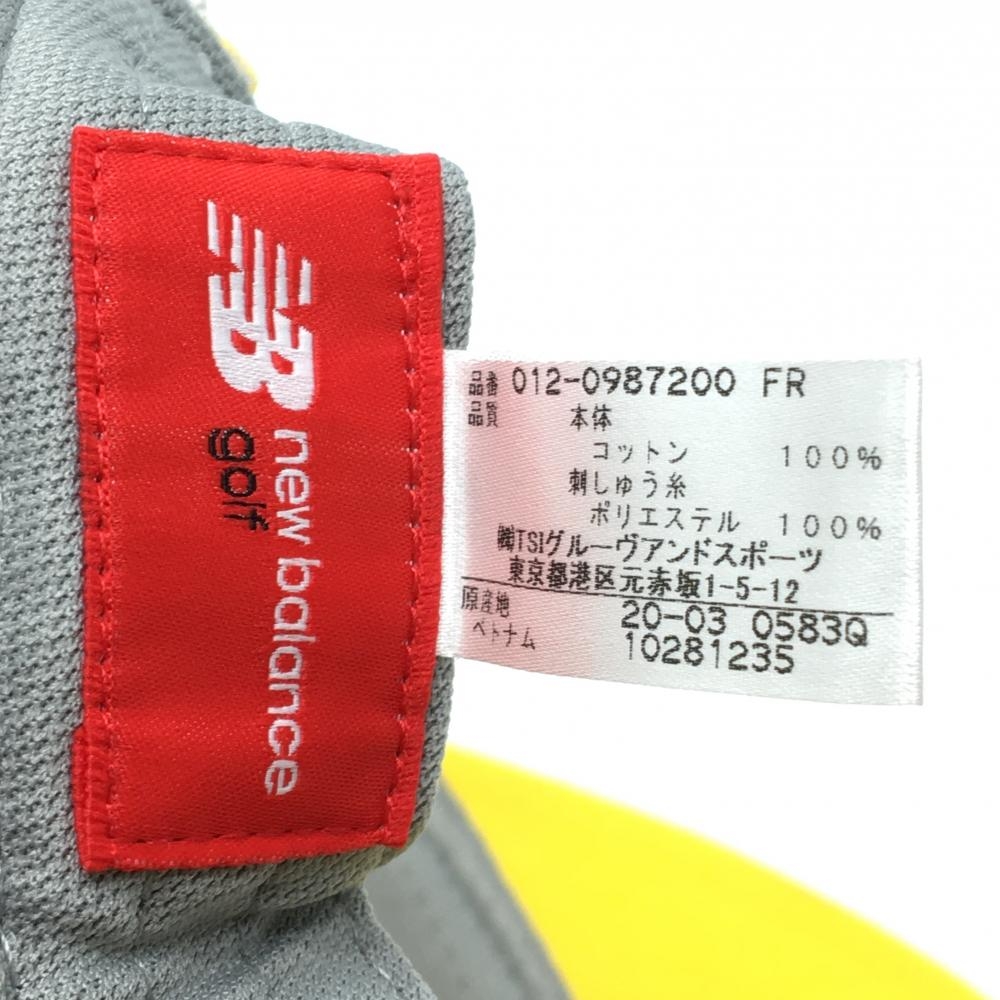 new balance
golf
品番 012-0987200 FR
品質 本体
コットン 100%
刺しゅう糸
ポリエステル 100%
㈱TSIグルーヴアンドスポーツ
東京都港区元赤坂1-5-12
原産地 20-03 0583Q
ベトナム 10281235